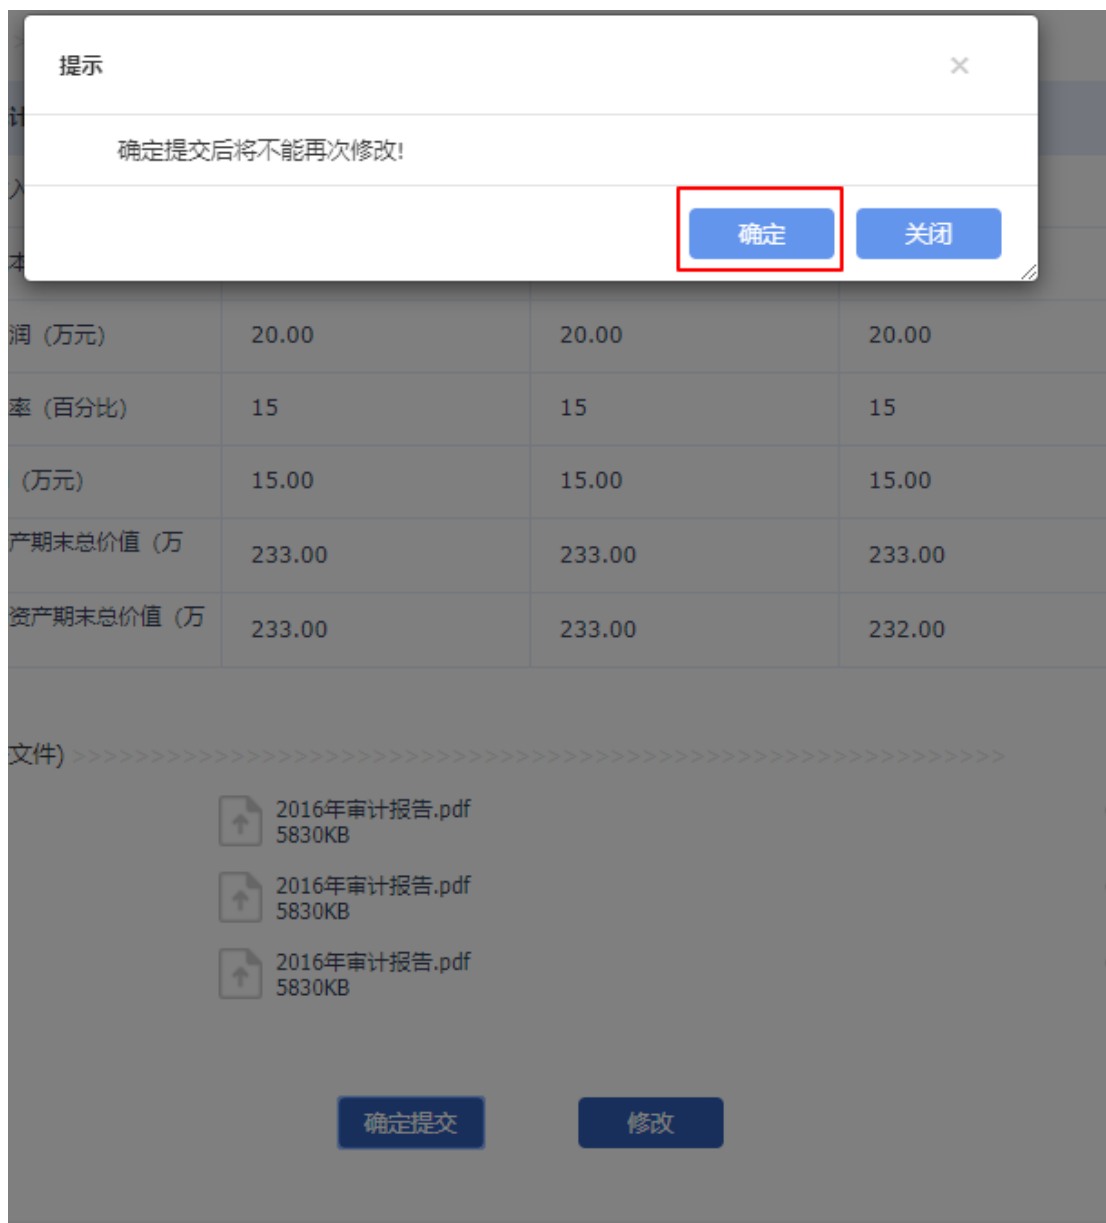 提示
×
计
确定提交后将不能再次修改!
入
本
确定 关闭
润（万元） 20.00 20.00 20.00
率（百分比） 15 15 15
（万元） 15.00 15.00 15.00
产期末总价值（万 233.00 233.00 233.00
资产期末总价值（万 233.00 233.00 232.00
文件) >>>>>>>>>>>>>>>>>>>>>>>>>>>>>>>>>>>>>>>>>>>>>>>>>>>>>>>>>>>>
2016年审计报告.pdf
5830KB
2016年审计报告.pdf
5830KB
2016年审计报告.pdf
5830KB
确定提交 修改